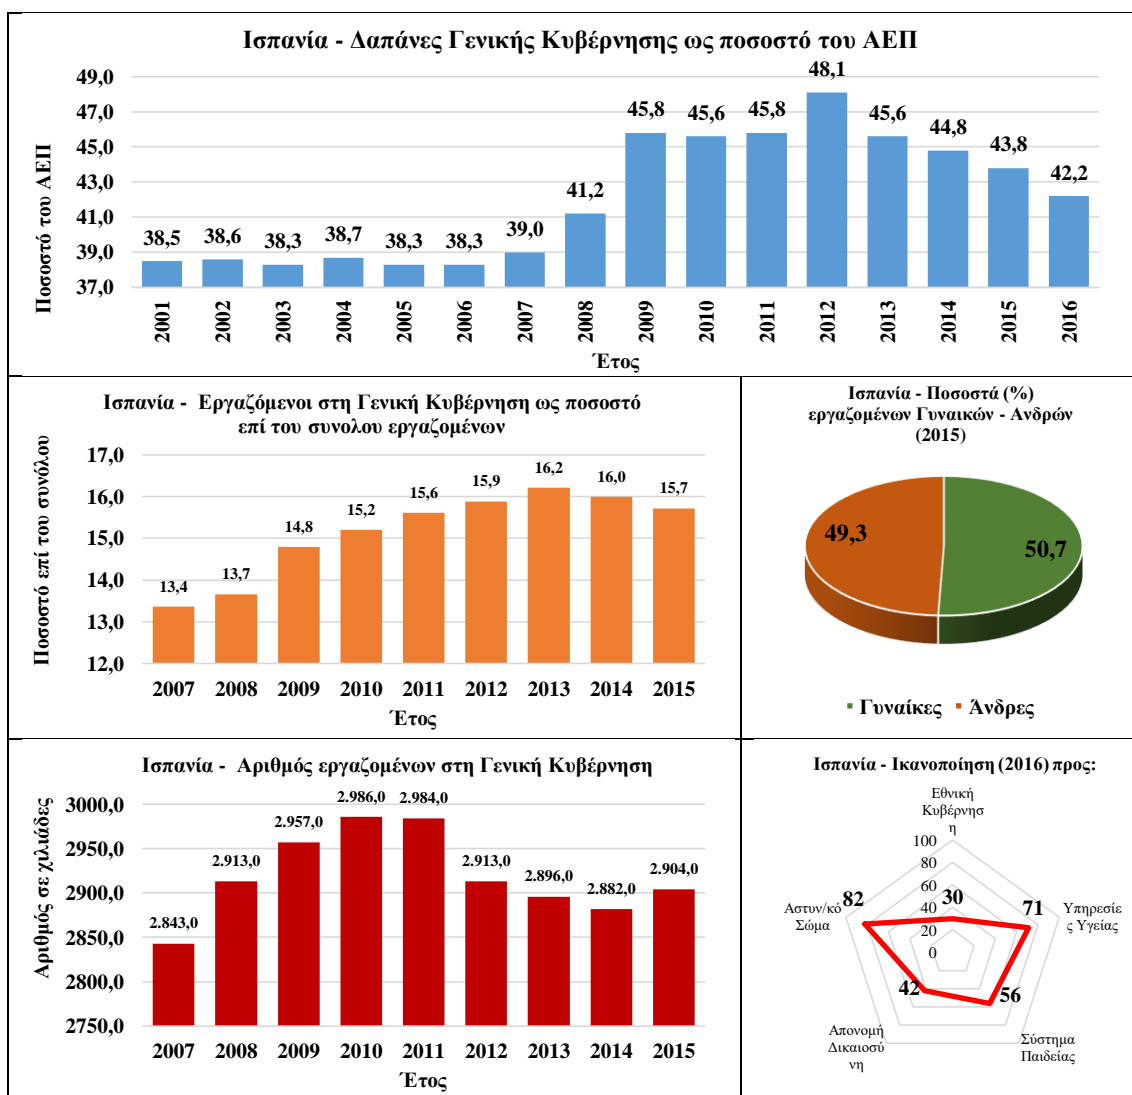 Ισπανία - Δαπάνες Γενικής Κυβέρνησης ως ποσοστό του ΑΕΠ
Ποσοστό του ΑΕΠ
49,0
47,0
45,0
43,0
41,0
39,0
37,0
38,5
38,6
38,3
38,7
38,3
38,3
39,0
41,2
45,8
45,6
45,8
48,1
45,6
44,8
43,8
42,2
2001
2002
2003
2004
2005
2006
2007
2008
2009
2010
2011
2012
2013
2014
2015
2016
Έτος
Ισπανία - Εργαζόμενοι στη Γενική Κυβέρνηση ως ποσοστό
επί του συνολου εργαζομένων
Ποσοστό επί του συνόλου
17,0
16,0
15,0
14,0
13,0
12,0
13,4
13,7
14,8
15,2
15,6
15,9
16,2
16,0
15,7
2007 2008 2009 2010 2011 2012 2013 2014 2015
Έτος
Ισπανία - Ποσοστά (%)
εργαζομένων Γυναικών - Ανδρών
(2015)
49,3
50,7
Γυναίκες Άνδρες
Ισπανία - Αριθμός εργαζομένων στη Γενική Κυβέρνηση
Αριθμός σε χιλιάδες
3000,0
2950,0
2900,0
2850,0
2800,0
2750,0
2.843,0
2.913,0
2.957,0
2.986,0
2.984,0
2.913,0
2.896,0
2.882,0
2.904,0
2007 2008 2009 2010 2011 2012 2013 2014 2015
Έτος
Ισπανία - Ικανοποίηση (2016) προς:
Εθνική
Κυβέρνησ
η
100
80
60
40
20
0
30
71
56
42
82
Υπηρεσίε
ς Υγείας
Σύστημα
Παιδείας
Απονομή
Δικαιοσύ
νη
Αστυν/κό
Σώμα